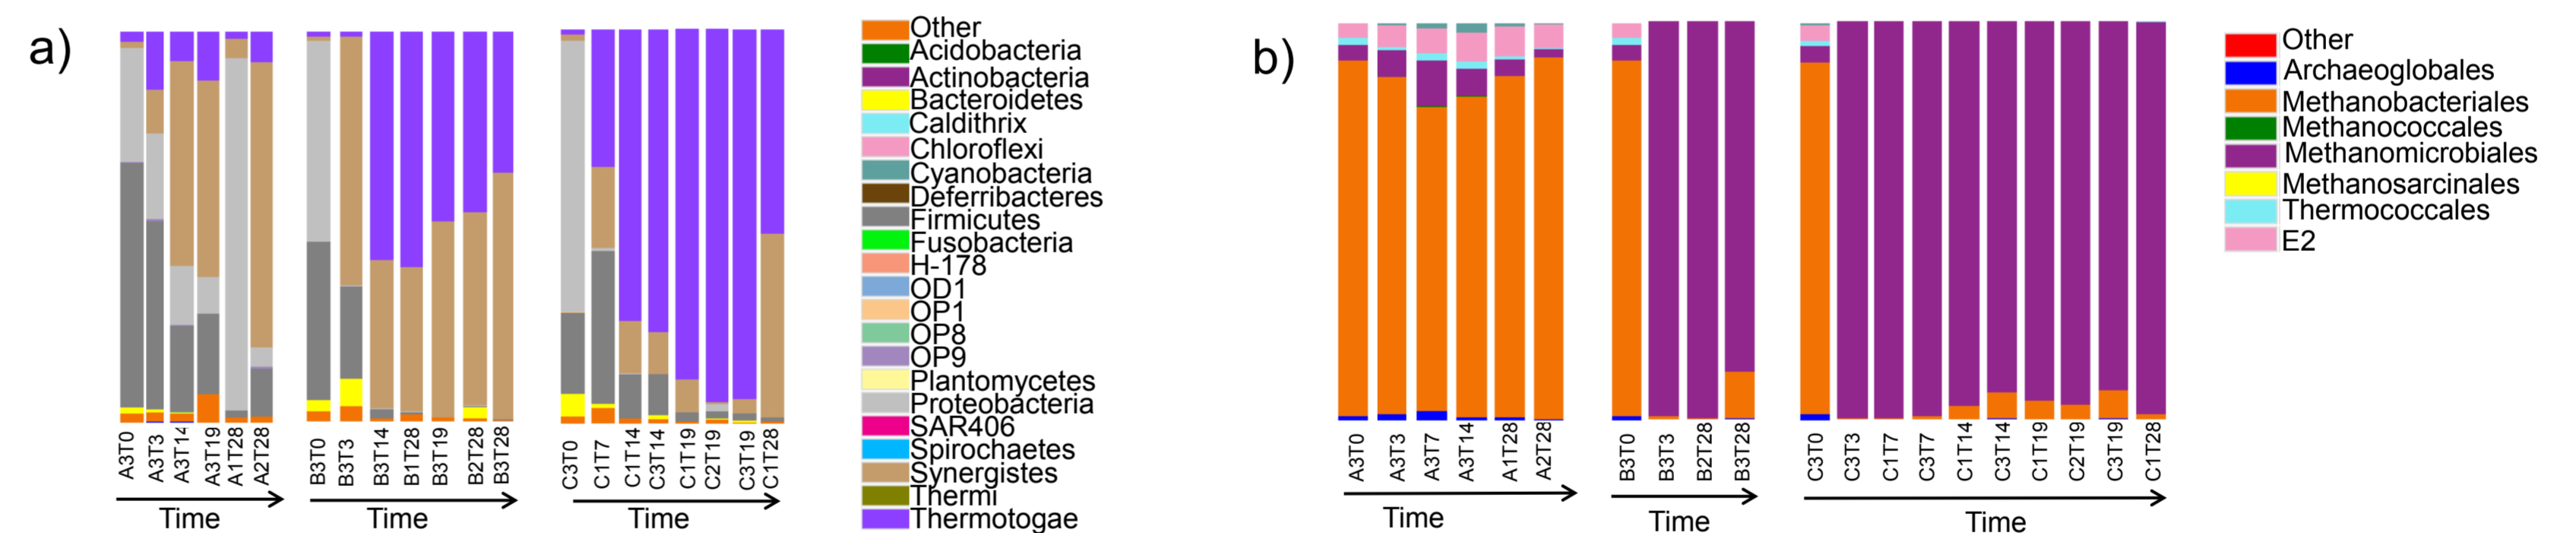 a)
A3T0
A3T3
A3T14
A3T19
A1T28
A2T28
Time
B3T0
B3T3
B3T14
B1T28
B3T19
B2T28
B3T28
Time
C3T0
C1T7
C1T14
C3T14
C1T19
C2T19
C3T19
C1T28
Time
Other
Acidobacteria
Actinobacteria
Bacteroidetes
Caldithrix
Chloroflexi
Cyanobacteria
Deferribacteres
Firmicutes
Fusobacteria
H-178
OD1
OP1
OP8
OP9
Plantomycetes
Proteobacteria
SAR406
Spirochaetes
Synergistes
Thermi
Thermotogae
b)
A3T0
A3T3
A3T7
A3T14
A1T28
A2T28
Time
B3T0
B3T3
B2T28
B3T28
Time
C3T0
C3T3
C1T7
C3T7
C1T14
C3T14
C1T19
C2T19
C3T19
C1T28
Time
Other
Archaeoglobales
Methanobacteriales
Methanococcales
Methanomicrobiales
Methanosarcinales
Thermococcales
E2